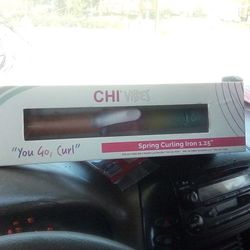 CHI VIBES
"You Go, Curl"
Spring Curling Iron 1.25"